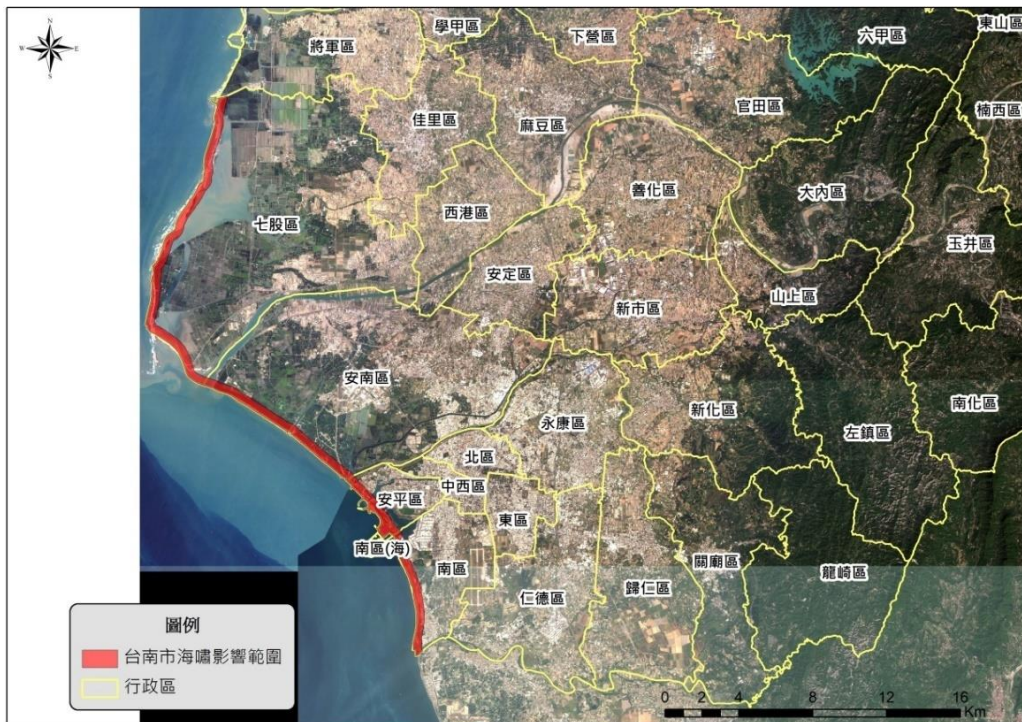 N
W
E
S
學甲區
下營區
六甲區
東山區
將軍區
官田區
楠西區
佳里區
麻豆區
善化區
大內區
西港區
七股區
玉井區
安定區
山上區
新市區
安南區
南化區
新化區
永康區
左鎮區
北區
中西區
安平區
東區
南區(海)
南區
關廟區
龍崎區
歸仁區
仁德區
圖例
台南市海嘯影響範圍
行政區
0 2 4 8 12 16
Km